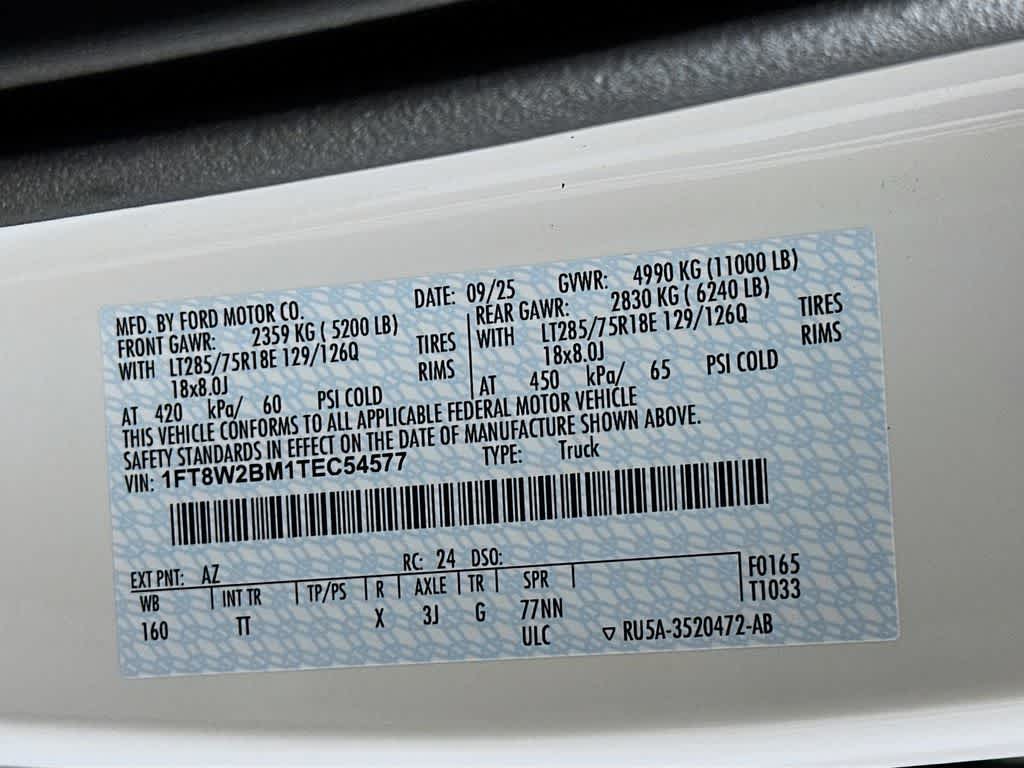 MFD. BY FORD MOTOR CO. DATE: 09/25 GVWR: 4990 KG (11000 LB)
FRONT GAWR: 2359 KG ( 5200 LB) REAR GAWR: 2830 KG ( 6240 LB)
WITH LT285/75R18E 129/126Q TIRES WITH LT285/75R18E 129/126Q TIRES
18x8.0J RIMS 18x8.0J RIMS
AT 420 kPa/ 60 PSI COLD AT 450 kPa/ 65 PSI COLD
THIS VEHICLE CONFORMS TO ALL APPLICABLE FEDERAL MOTOR VEHICLE
SAFETY STANDARDS IN EFFECT ON THE DATE OF MANUFACTURE SHOWN ABOVE.
VIN: 1FT8W2BM1TEC54577 TYPE: Truck
EXT PNT: AZ RC: 24 DSO:
WB INT TR TP/PS R AXLE TR SPR F0165
160 TT X 3J G 77NN T1033
ULC ▽ RU5A-3520472-AB